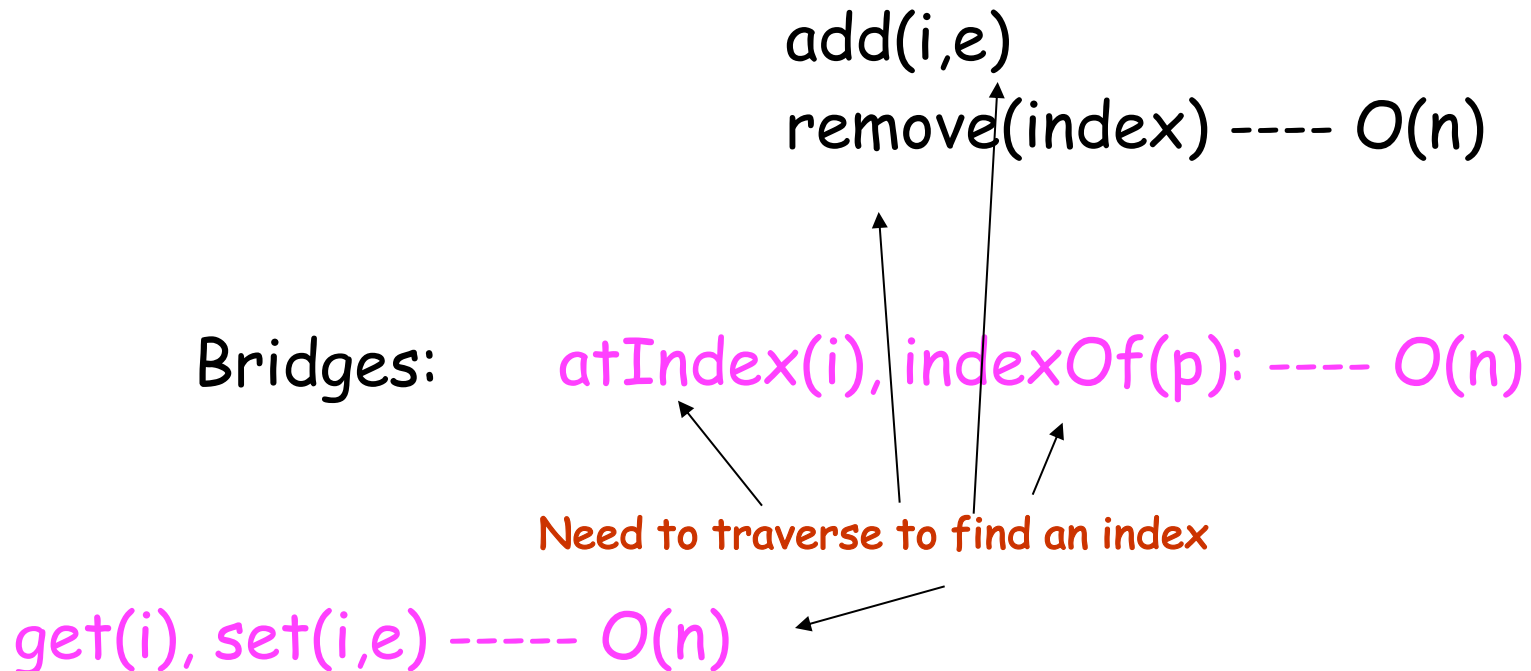 add(i,e)
remove(index) ---- O(n)
Bridges: atIndex(i), indexOf(p): ---- O(n)
Need to traverse to find an index
get(i), set(i,e) ----- O(n)